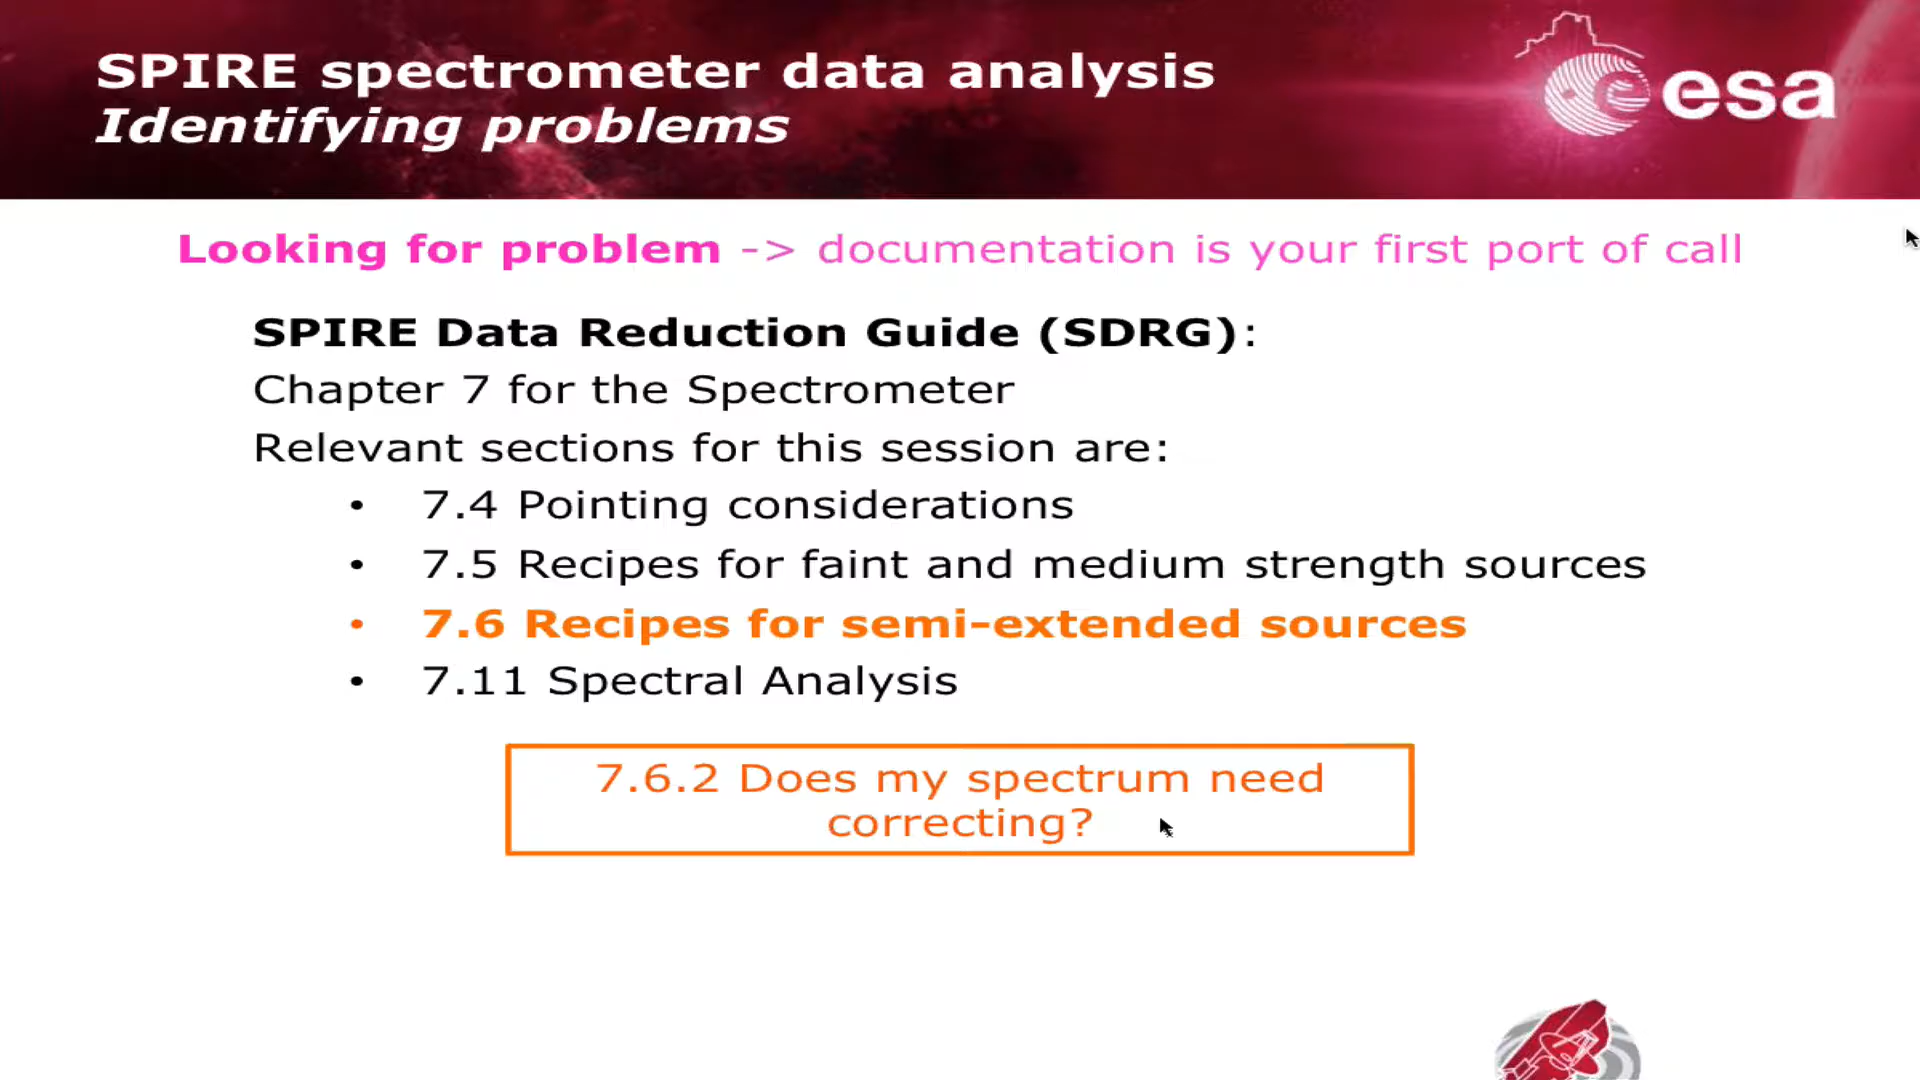 SPIRE spectrometer data analysis
Identifying problems
esa
Looking for problem -> documentation is your first port of call
SPIRE Data Reduction Guide (SDRG):
Chapter 7 for the Spectrometer
Relevant sections for this session are:
• 7.4 Pointing considerations
• 7.5 Recipes for faint and medium strength sources
• 7.6 Recipes for semi-extended sources
• 7.11 Spectral Analysis
7.6.2 Does my spectrum need
correcting?